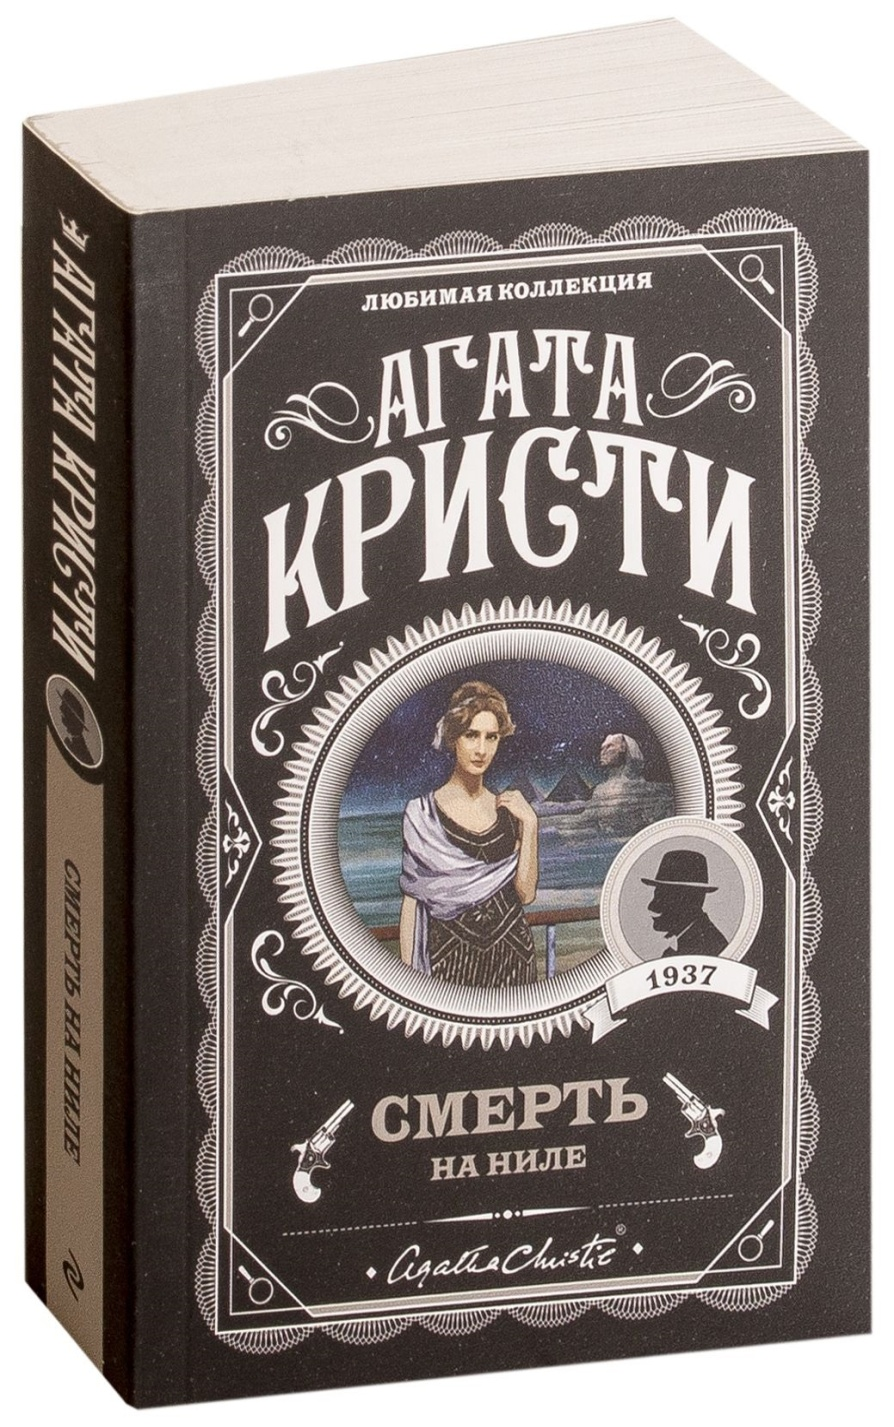 ЛЮБИМАЯ КОЛЛЕКЦИЯ
АГАТА
КРИСТИ
1937
СМЕРТЬ
НА НИЛЕ
Agatha Christie®
АГАТА КРИСТИ
СМЕРТЬ НА НИЛЕ